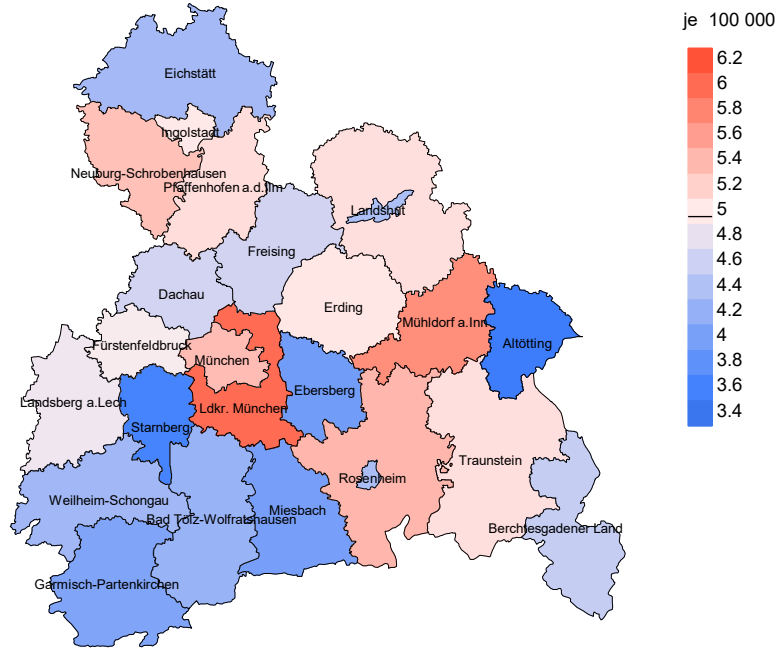 je 100 000
6.2
6
5.8
5.6
5.4
5.2
5
4.8
4.6
4.4
4.2
4
3.8
3.6
3.4
Eichstätt
Ingolstadt
Neuburg-Schrobenhausen
Pfaffenhofen a.d.Ilm
Landshut
Freising
Dachau
Erding
Mühldorf a.Inn
Altötting
Fürstenfeldbruck
München
Ebersberg
Landsberg a.Lech
Ldkr. München
Starnberg
Traunstein
Rosenheim
Weilheim-Schongau
Miesbach
Bad Tölz-Wolfratshausen
Berchtesgadener Land
Garmisch-Partenkirchen